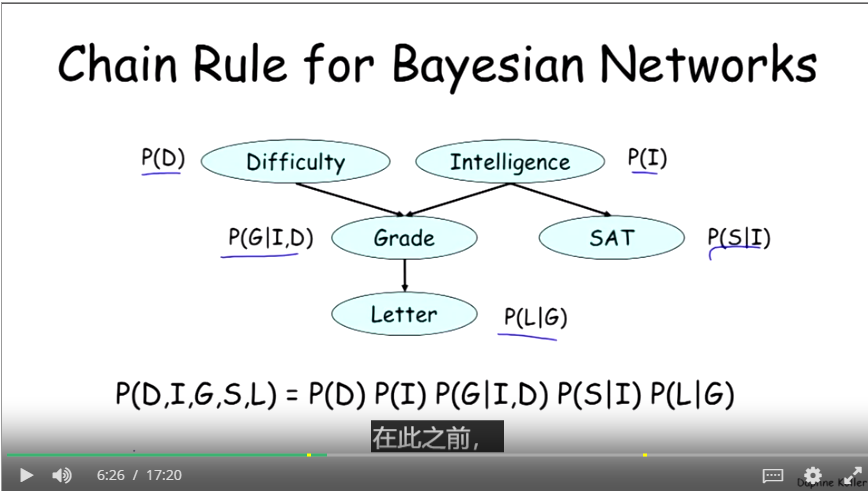 Chain Rule for Bayesian Networks
P(D) Difficulty Intelligence P(I)
P(G|I,D) Grade SAT P(S|I)
Letter P(L|G)
P(D,I,G,S,L) = P(D) P(I) P(G|I,D) P(S|I) P(L|G)
在此之前，
6:26 / 17:20
Daphne Koller